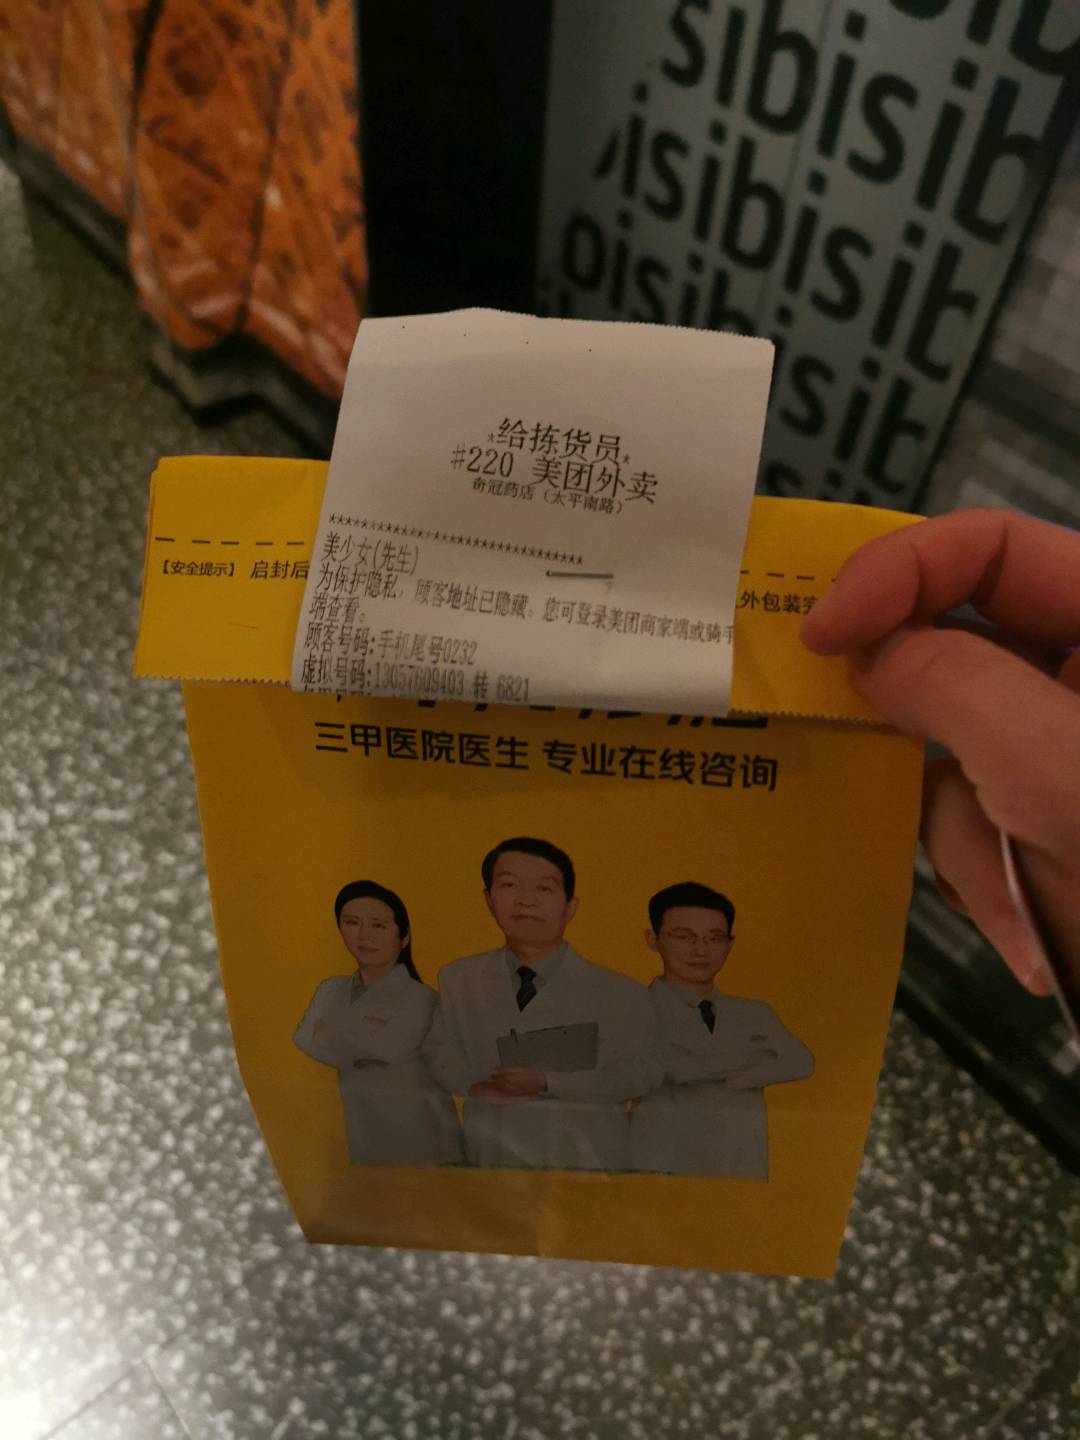 *给拣货员*
#220 美团外卖
奇冠药店（太平南路）
美少女(先生)
为保护隐私，顾客地址已隐藏。您可登录美团商家端或骑手
端查看。
顾客号码:手机尾号0232
虚拟号码:13057609403 转 6821
【安全提示】 启封后
外包装完
三甲医院医生 专业在线咨询